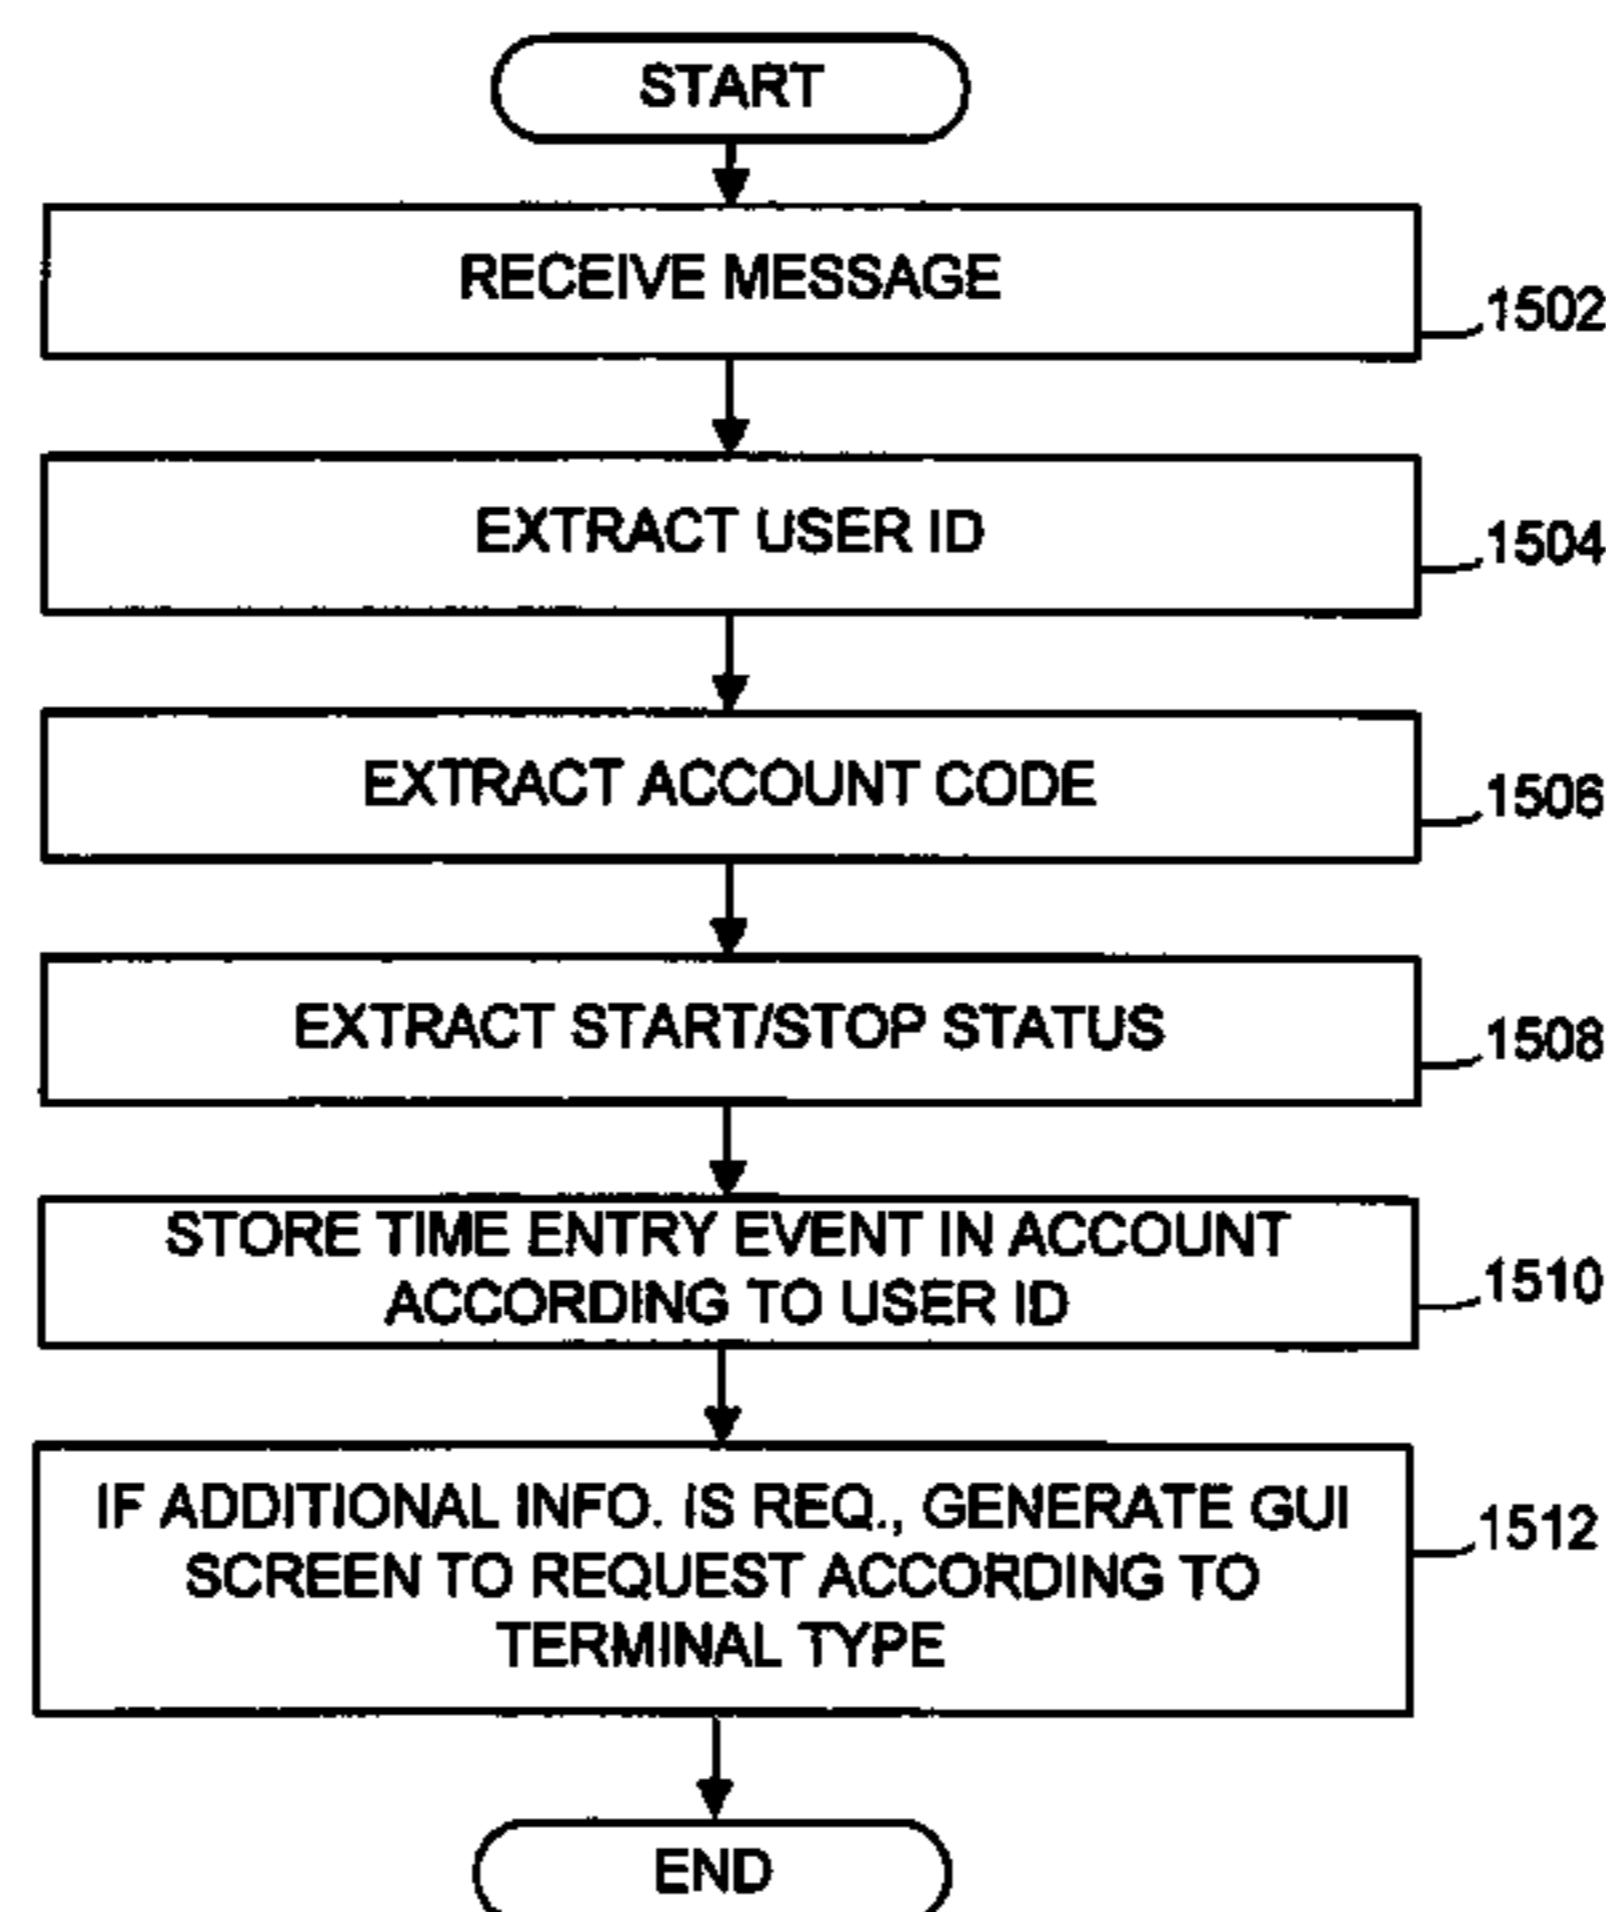 START
RECEIVE MESSAGE
1502
EXTRACT USER ID
1504
EXTRACT ACCOUNT CODE
1506
EXTRACT START/STOP STATUS
1508
STORE TIME ENTRY EVENT IN ACCOUNT
ACCORDING TO USER ID
1510
IF ADDITIONAL INFO. IS REQ., GENERATE GUI
SCREEN TO REQUEST ACCORDING TO
TERMINAL TYPE
1512
END